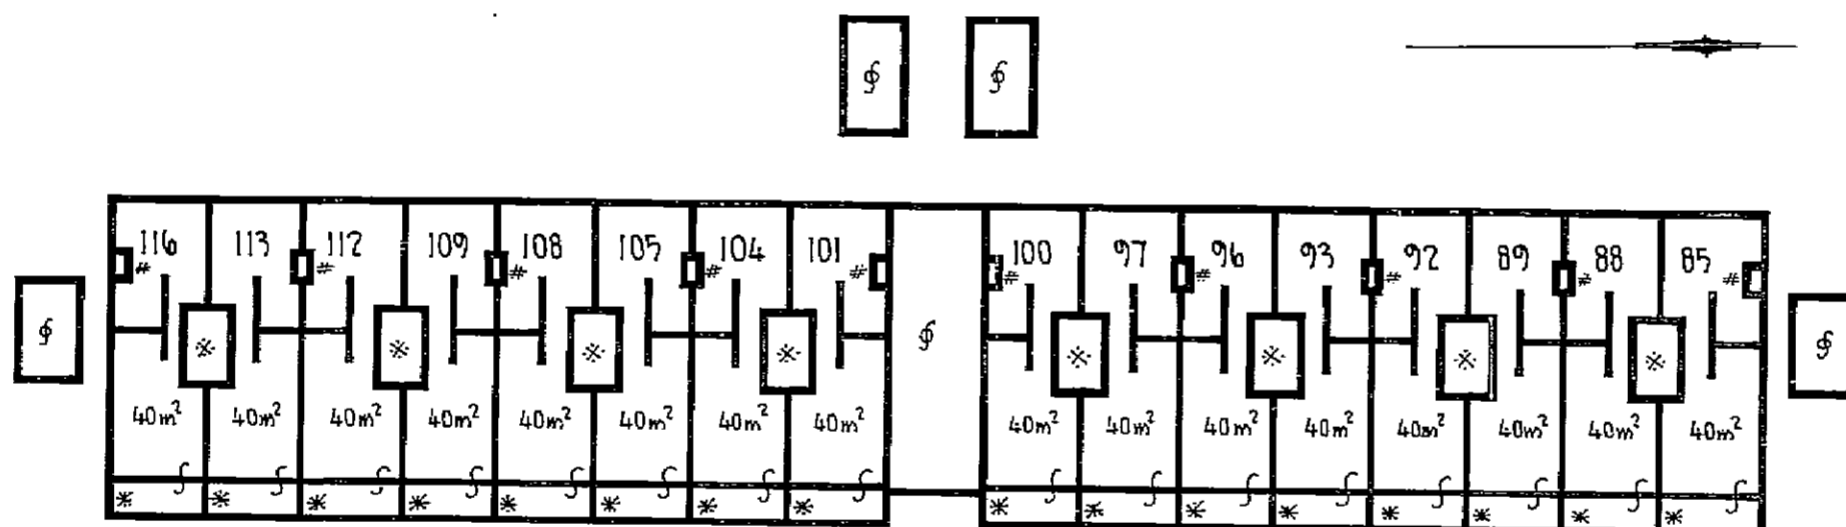 116 113 112 109 108 105 104 101 100 97 96 93 92 89 88 85
# # # # # # # # # #
※ ※ ※ ※ ※ ※ ※ ※
40m² 40m² 40m² 40m² 40m² 40m² 40m² 40m² 40m² 40m² 40m² 40m² 40m² 40m² 40m² 40m²
* * * * * * * * * * * * * * * *